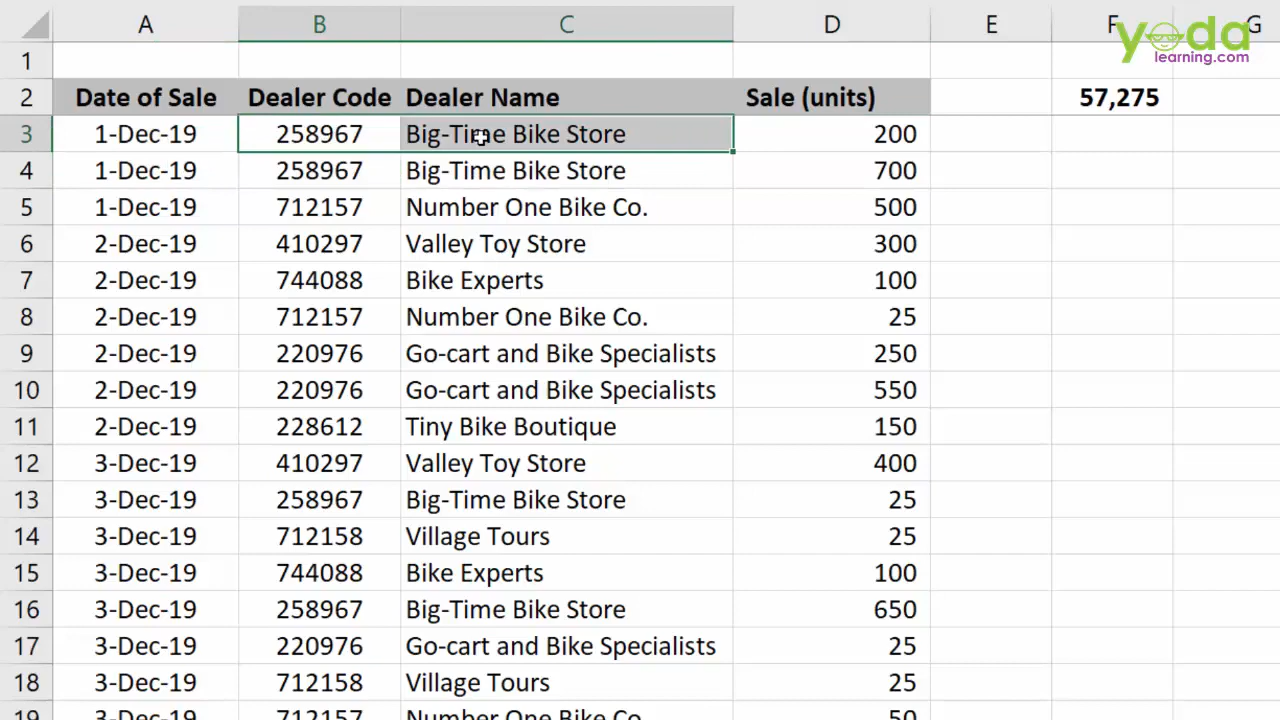 A B C D E F G
yoda
learning.com
1
2 Date of Sale Dealer Code Dealer Name Sale (units) 57,275
3 1-Dec-19 258967 Big-Time Bike Store 200
4 1-Dec-19 258967 Big-Time Bike Store 700
5 1-Dec-19 712157 Number One Bike Co. 500
6 2-Dec-19 410297 Valley Toy Store 300
7 2-Dec-19 744088 Bike Experts 100
8 2-Dec-19 712157 Number One Bike Co. 25
9 2-Dec-19 220976 Go-cart and Bike Specialists 250
10 2-Dec-19 220976 Go-cart and Bike Specialists 550
11 2-Dec-19 228612 Tiny Bike Boutique 150
12 3-Dec-19 410297 Valley Toy Store 400
13 3-Dec-19 258967 Big-Time Bike Store 25
14 3-Dec-19 712158 Village Tours 25
15 3-Dec-19 744088 Bike Experts 100
16 3-Dec-19 258967 Big-Time Bike Store 650
17 3-Dec-19 220976 Go-cart and Bike Specialists 25
18 3-Dec-19 712158 Village Tours 25
19 3-Dec-19 712157 Number One Bike Co. 50